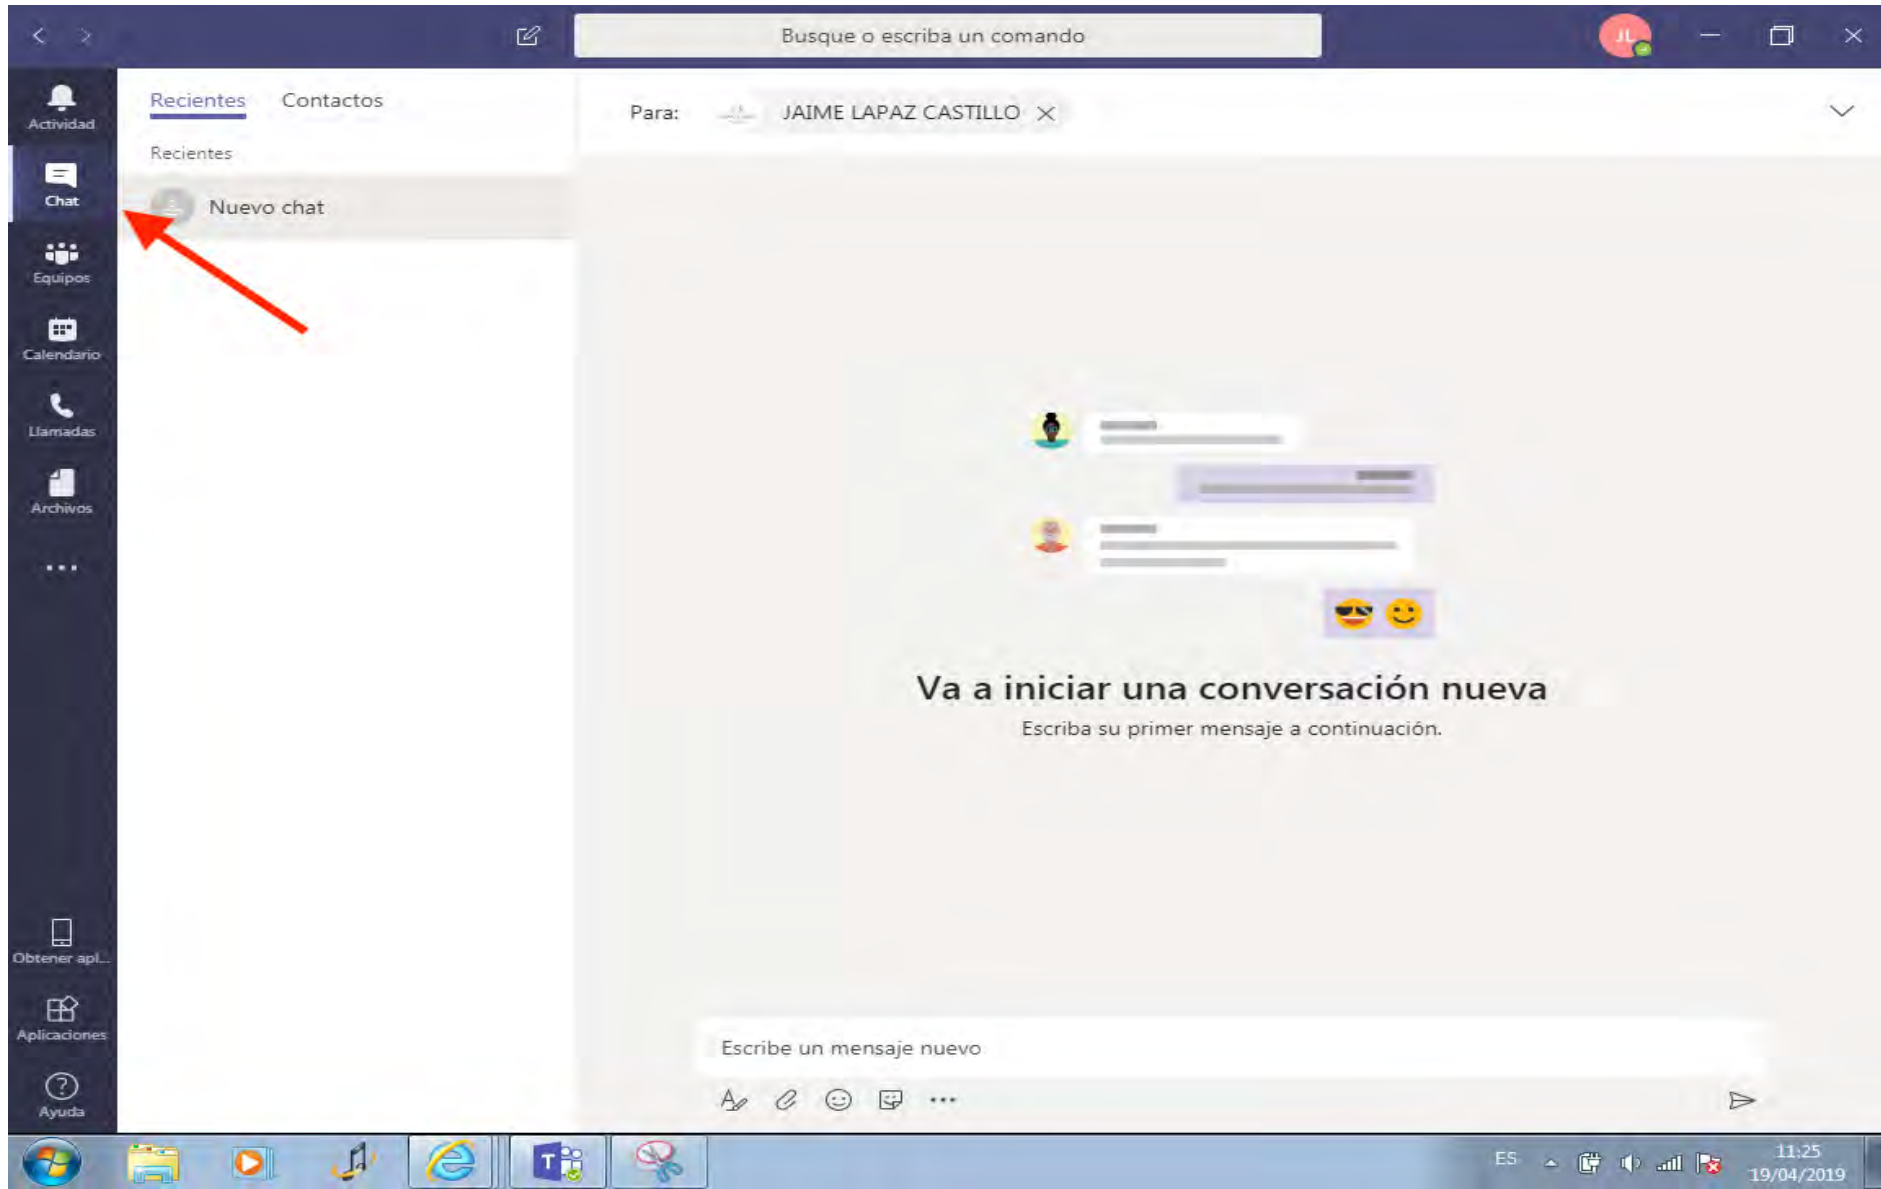 Busque o escriba un comando
JL
Actividad
Chat
Equipos
Calendario
Llamadas
Archivos
Obtener apl...
Aplicaciones
Ayuda
Recientes Contactos
Recientes
Nuevo chat
Para: JAIME LAPAZ CASTILLO
Va a iniciar una conversación nueva
Escriba su primer mensaje a continuación.
Escribe un mensaje nuevo
T
ES
11:25
19/04/2019